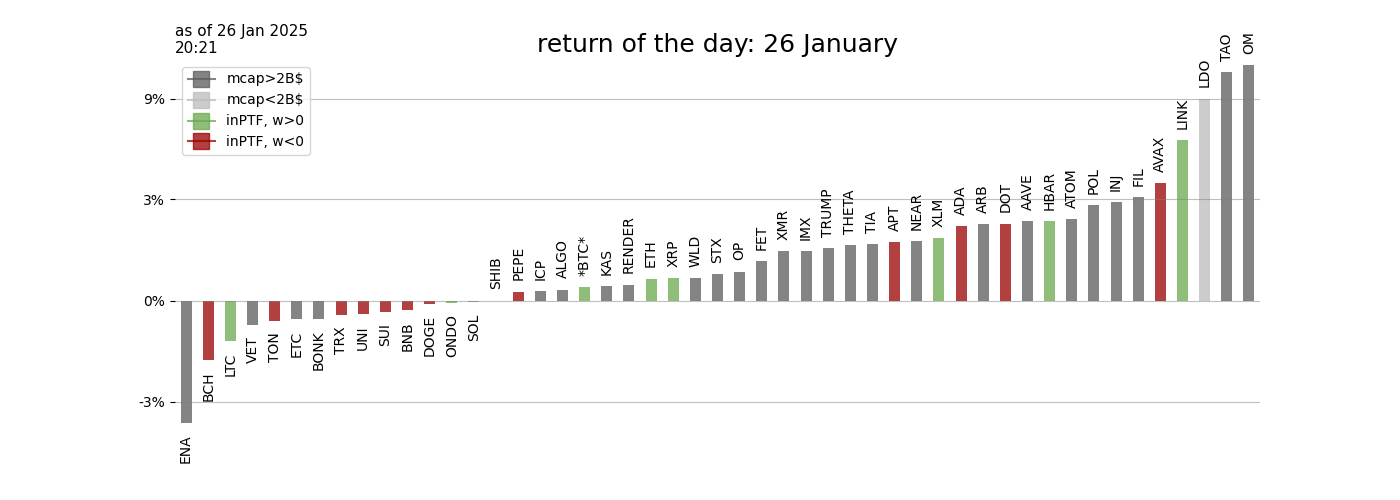 as of 26 Jan 2025
20:21
return of the day: 26 January
mcap>2B$
mcap<2B$
inPTF, w>0
inPTF, w<0
9%
3%
0%
-3%
ENA
BCH
LTC
VET
TON
ETC
BONK
TRX
UNI
SUI
BNB
DOGE
ONDO
SOL
SHIB
PEPE
ICP
ALGO
*BTC*
KAS
RENDER
ETH
XRP
WLD
STX
OP
FET
XMR
IMX
TRUMP
THETA
TIA
APT
NEAR
XLM
ADA
ARB
DOT
AAVE
HBAR
ATOM
POL
INJ
FIL
AVAX
LINK
LDO
TAO
OM